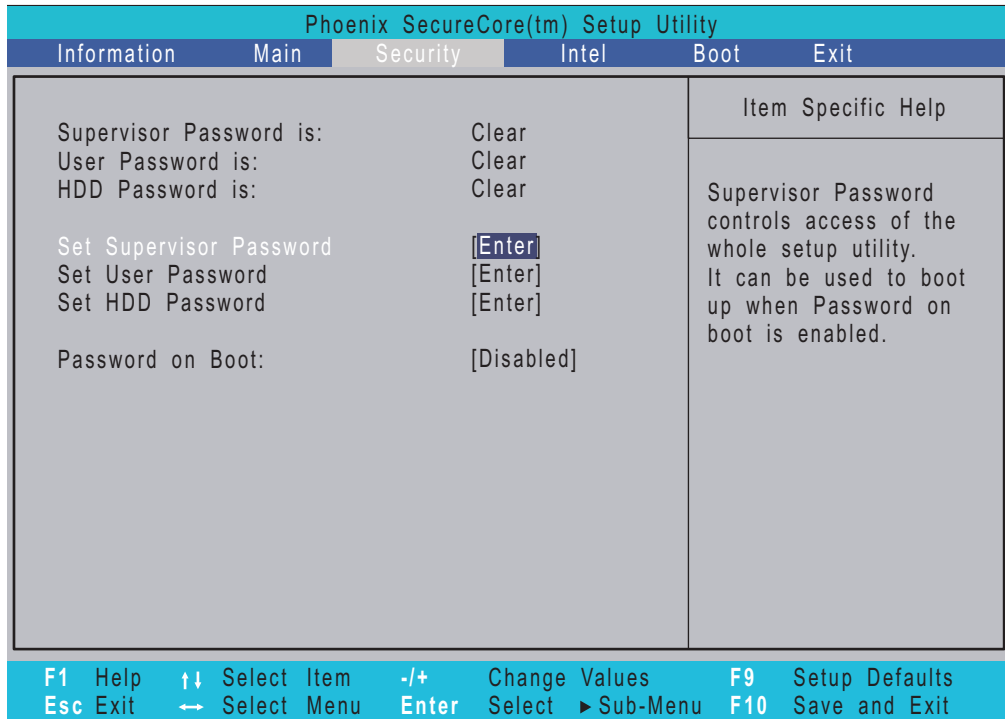 Phoenix SecureCore(tm) Setup Utility
Information Main Security Intel Boot Exit
Item Specific Help
Supervisor Password is: Clear
User Password is: Clear
HDD Password is: Clear
Set Supervisor Password [Enter]
Set User Password [Enter]
Set HDD Password [Enter]
Password on Boot: [Disabled]
Supervisor Password
controls access of the
whole setup utility.
It can be used to boot
up when Password on
boot is enabled.
F1 Help ↑↓ Select Item -/+ Change Values F9 Setup Defaults
Esc Exit ↔ Select Menu Enter Select ▶ Sub-Menu F10 Save and Exit